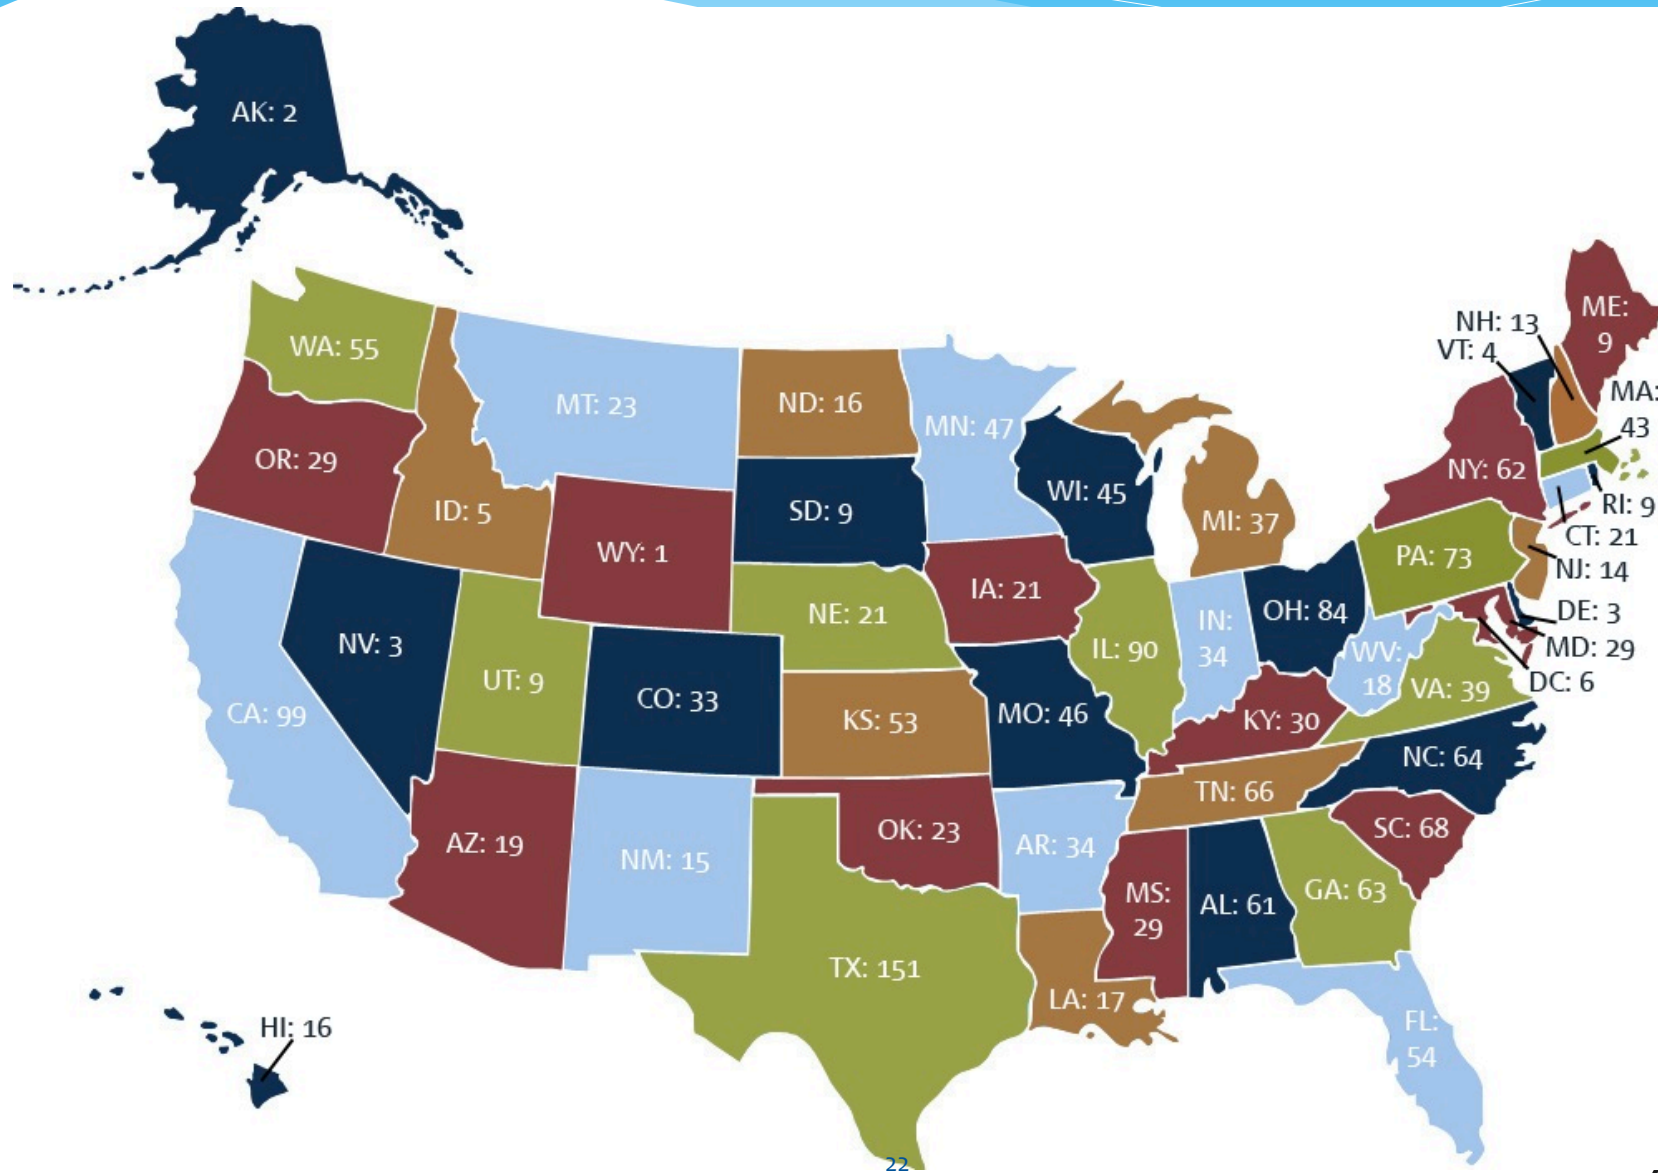 AK: 2
WA: 55
OR: 29
ID: 5
MT: 23
WY: 1
ND: 16
SD: 9
NE: 21
MN: 47
IA: 21
WI: 45
MI: 37
NH: 13
VT: 4
ME:
9
MA:
43
NY: 62
RI: 9
CT: 21
PA: 73
NJ: 14
DE: 3
MD: 29
DC: 6
NV: 3
CA: 99
UT: 9
CO: 33
KS: 53
MO: 46
IL: 90
IN:
34
OH: 84
WV:
18
VA: 39
KY: 30
NC: 64
TN: 66
SC: 68
AZ: 19
NM: 15
OK: 23
AR: 34
MS:
29
AL: 61
GA: 63
TX: 151
LA: 17
FL:
54
HI: 16
22